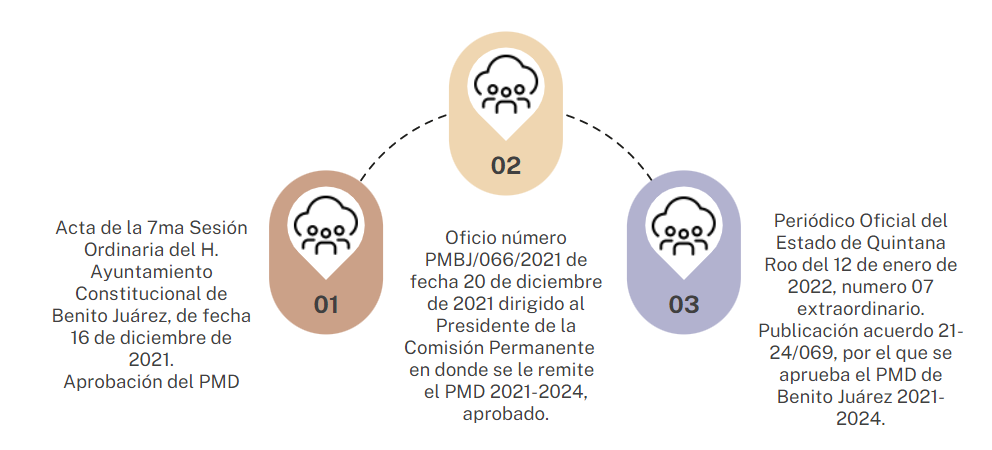 01
Acta de la 7ma Sesión
Ordinaria del H.
Ayuntamiento
Constitucional de
Benito Juárez, de fecha
16 de diciembre de
2021.
Aprobación del PMD
02
Oficio número
PMBJ/066/2021 de
fecha 20 de diciembre
de 2021 dirigido al
Presidente de la
Comisión Permanente
en donde se le remite
el PMD 2021-2024,
aprobado.
03
Periódico Oficial del
Estado de Quintana
Roo del 12 de enero de
2022, numero 07
extraordinario.
Publicación acuerdo 21-
24/069, por el que se
aprueba el PMD de
Benito Juárez 2021-
2024.